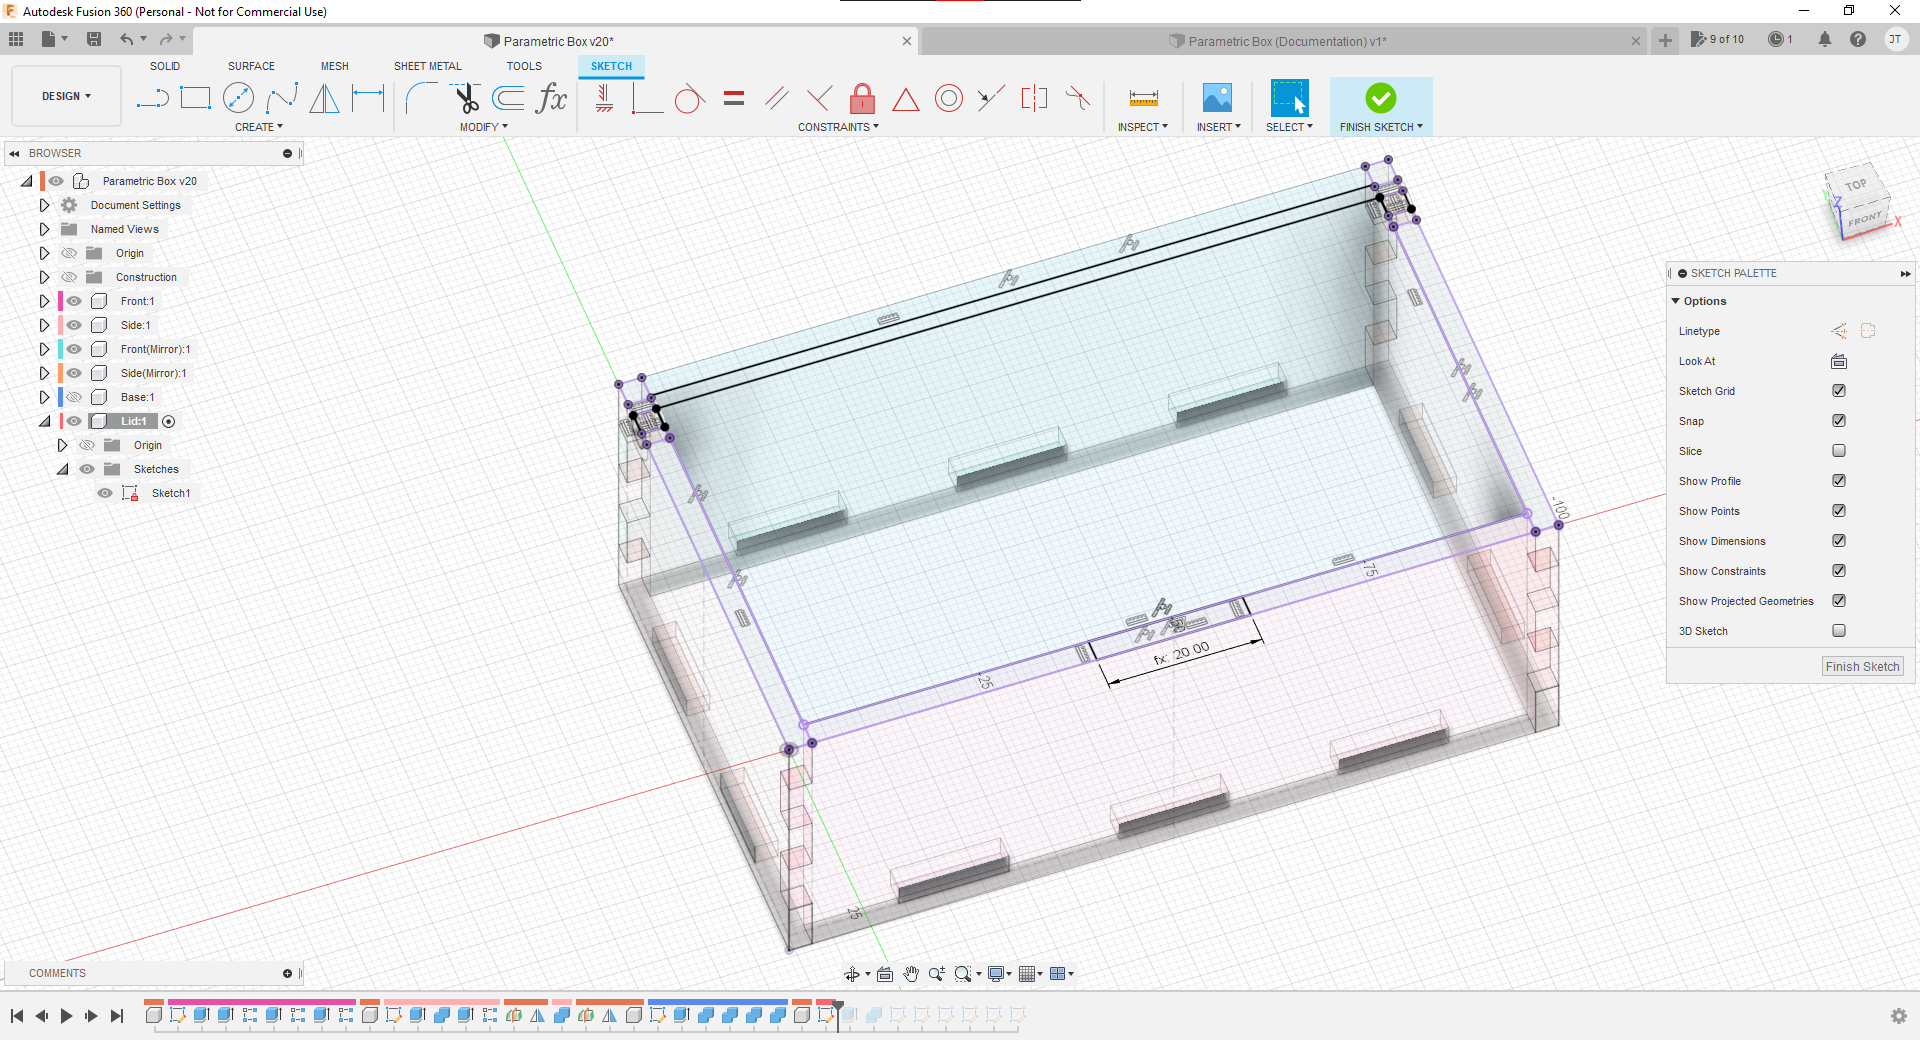 Autodesk Fusion 360 (Personal - Not for Commercial Use)
Parametric Box v20*
Parametric Box (Documentation) v1*
9 of 10
1
JT
SOLID
SURFACE
MESH
SHEET METAL
TOOLS
SKETCH
DESIGN
CREATE
MODIFY
CONSTRAINTS
INSPECT
INSERT
SELECT
FINISH SKETCH
BROWSER
Parametric Box v20
Document Settings
Named Views
Origin
Construction
Front:1
Side:1
Front(Mirror):1
Side(Mirror):1
Base:1
Lid:1
Origin
Sketches
Sketch1
TOP
FRONT
Z
X
SKETCH PALETTE
Options
Linetype
Look At
Sketch Grid
Snap
Slice
Show Profile
Show Points
Show Dimensions
Show Constraints
Show Projected Geometries
3D Sketch
Finish Sketch
-100
-75
fx: 20.00
-25
25
COMMENTS